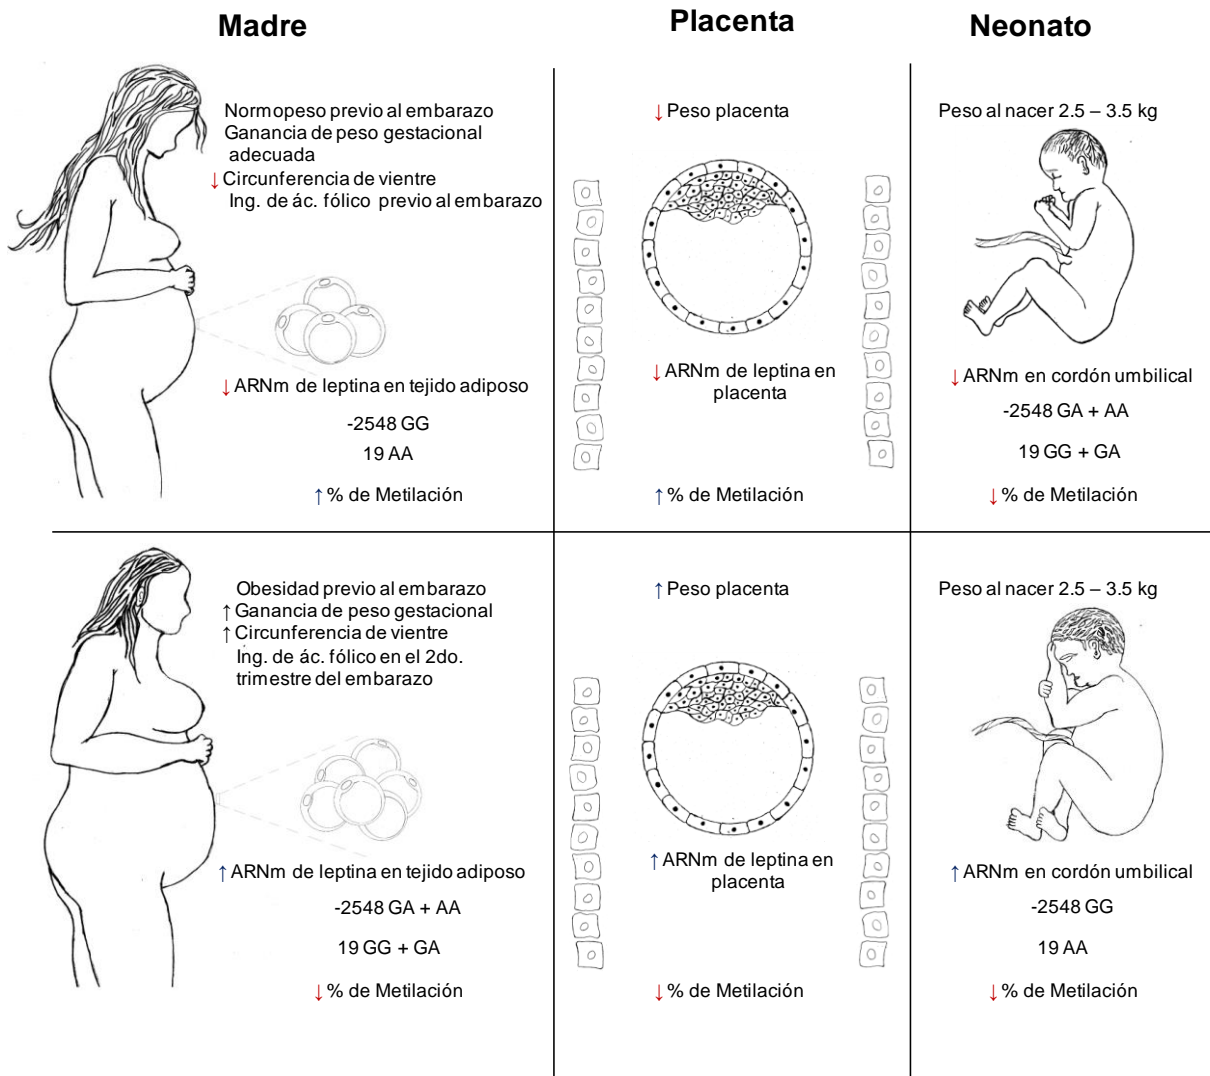 Madre
Placenta
Neonato
Normopeso previo al embarazo
Ganancia de peso gestacional
adecuada
↓ Circunferencia de vientre
Ing. de ác. fólico previo al embarazo
↓ ARNm de leptina en tejido adiposo
-2548 GG
19 AA
↑ % de Metilación
↓ Peso placenta
↓ ARNm de leptina en
placenta
↑ % de Metilación
Peso al nacer 2.5 – 3.5 kg
↓ ARNm en cordón umbilical
-2548 GA + AA
19 GG + GA
↓ % de Metilación
Obesidad previo al embarazo
↑ Ganancia de peso gestacional
↑ Circunferencia de vientre
Ing. de ác. fólico en el 2do.
trimestre del embarazo
↑ ARNm de leptina en tejido adiposo
-2548 GA + AA
19 GG + GA
↓ % de Metilación
↑ Peso placenta
↑ ARNm de leptina en
placenta
↓ % de Metilación
Peso al nacer 2.5 – 3.5 kg
↑ ARNm en cordón umbilical
-2548 GG
19 AA
↓ % de Metilación